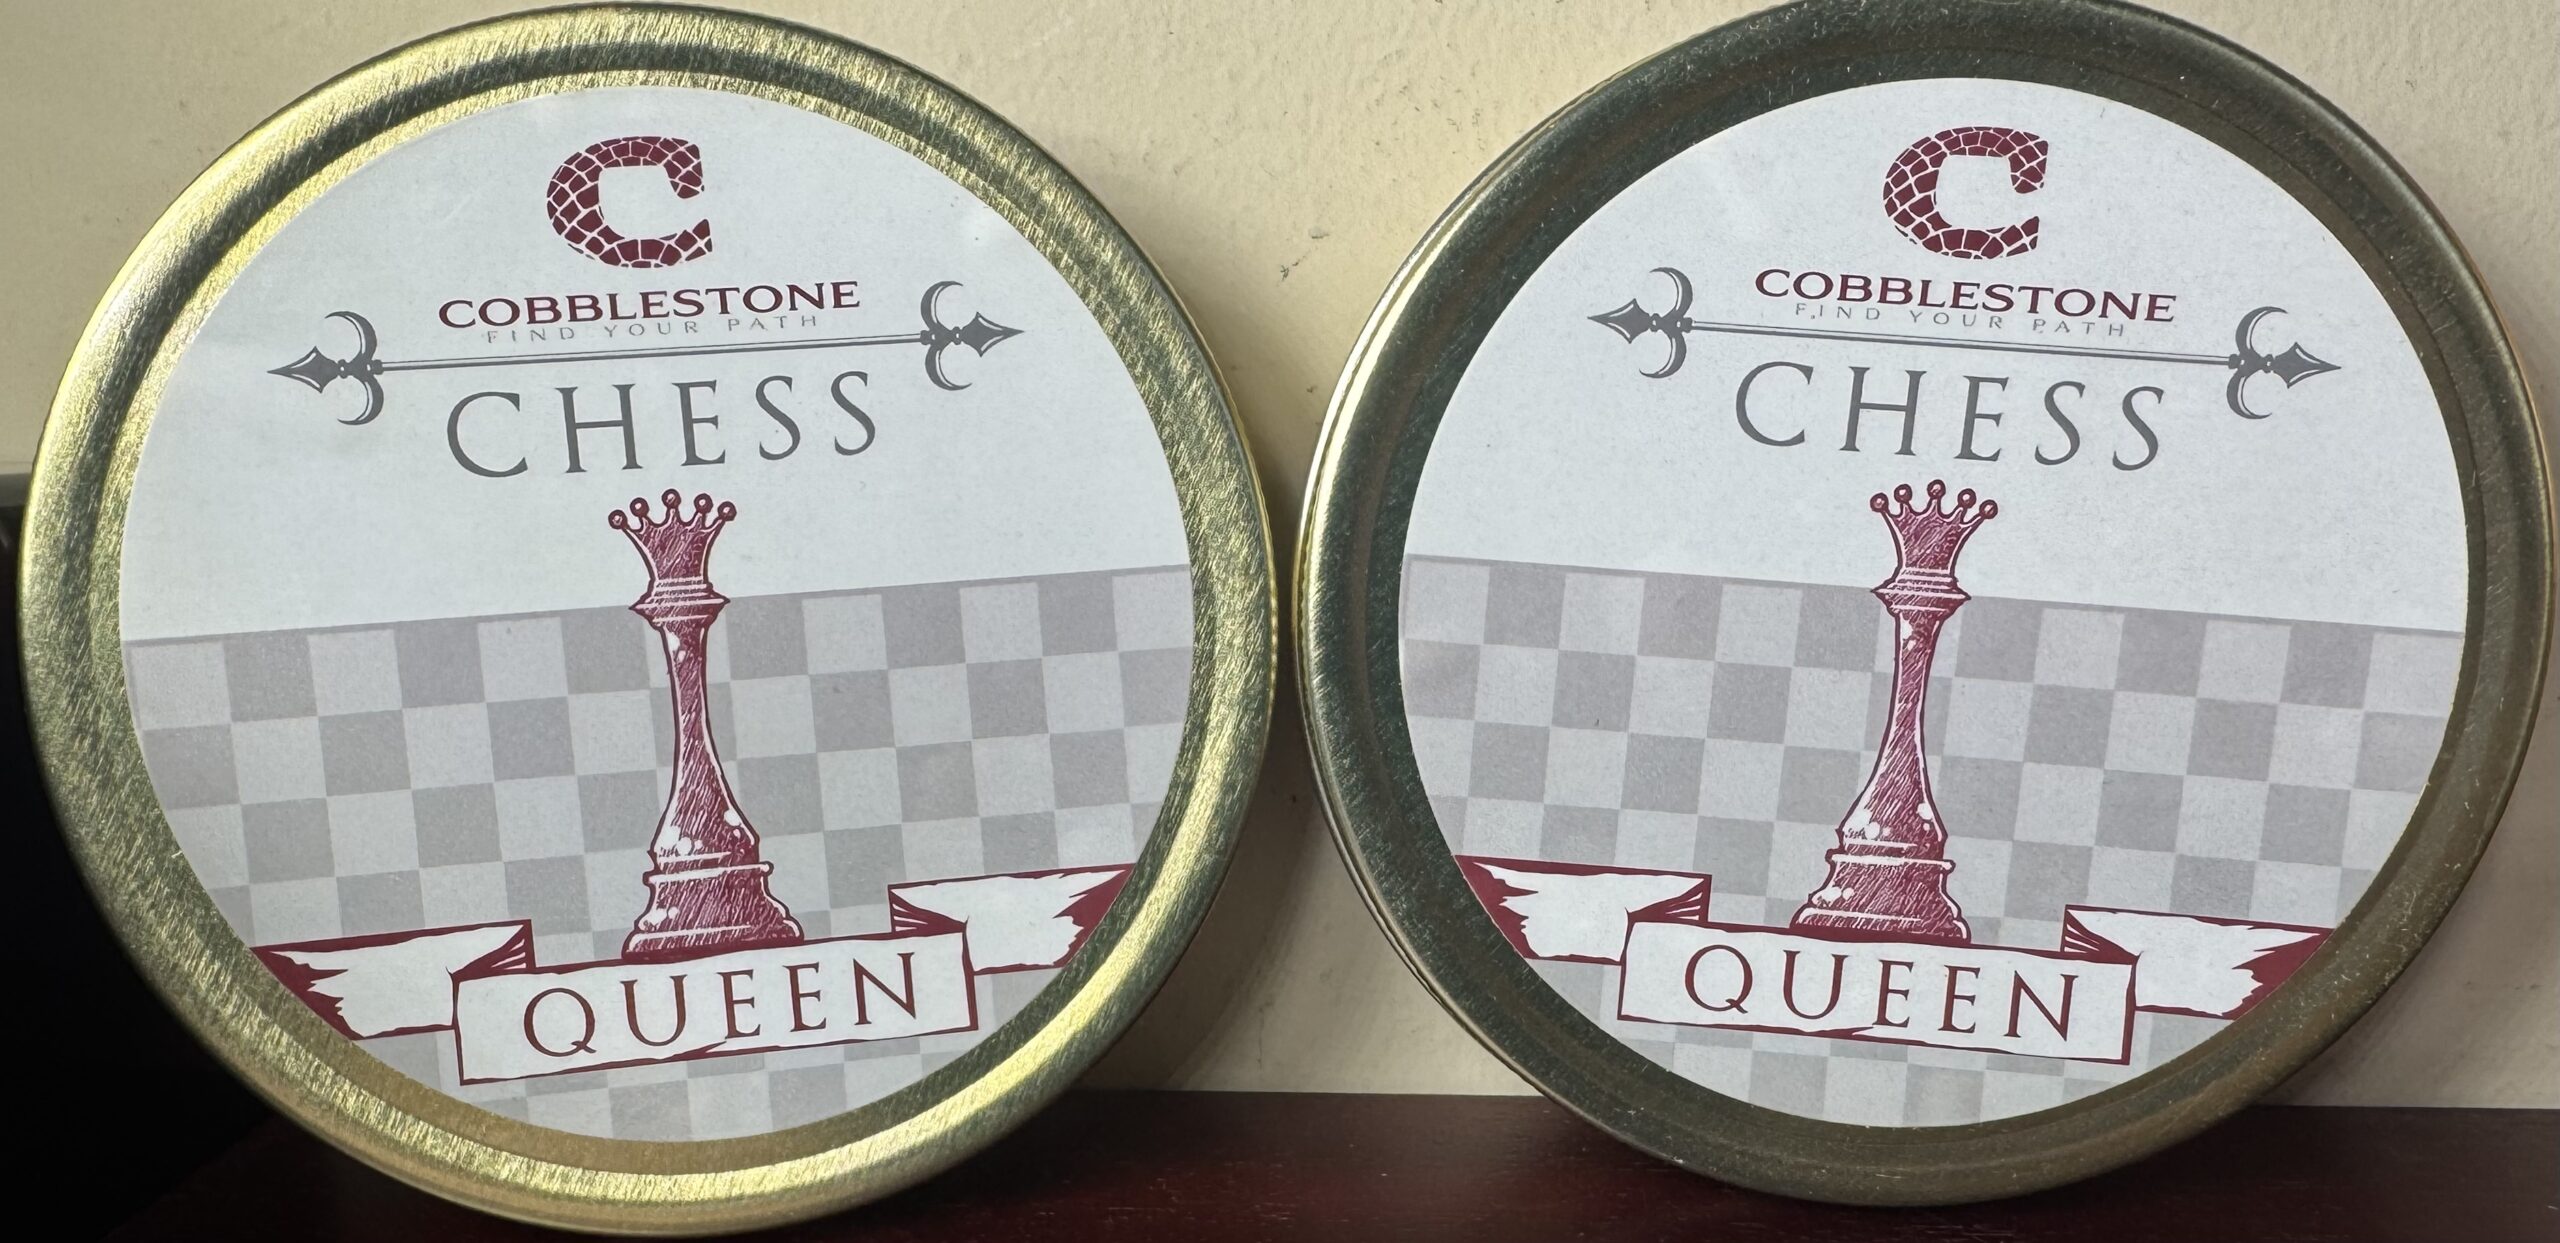 C
COBBLESTONE
FIND YOUR PATH
CHESS
QUEEN
C
COBBLESTONE
FIND YOUR PATH
CHESS
QUEEN